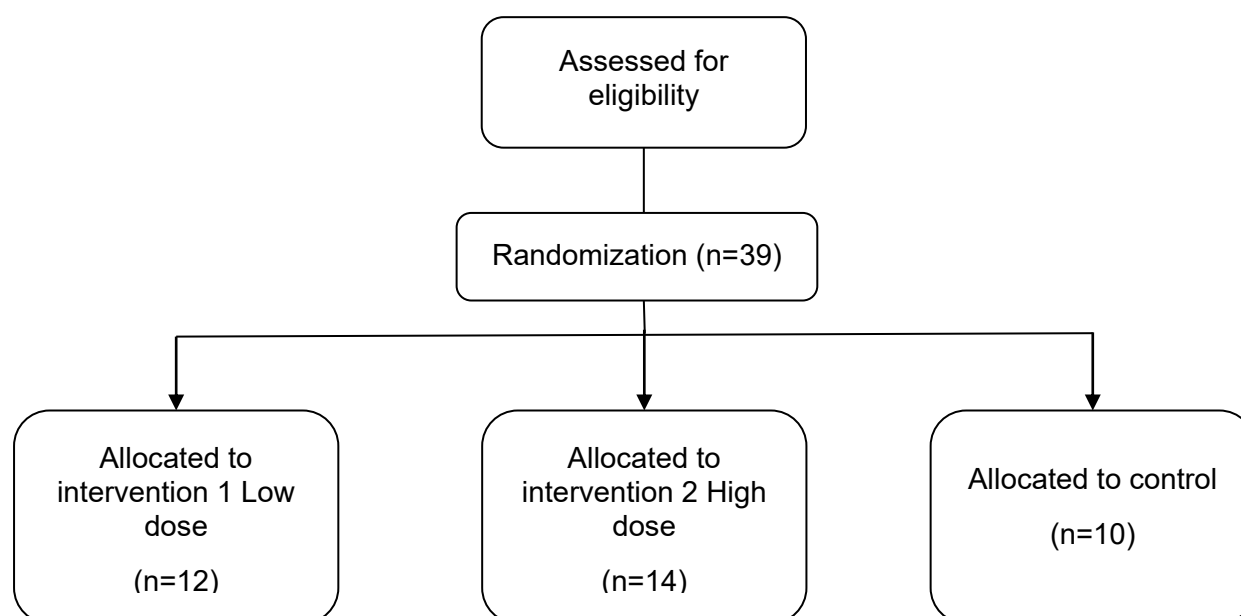 Assessed for
eligibility
Randomization (n=39)
Allocated to
intervention 1 Low
dose
(n=12)
Allocated to
intervention 2 High
dose
(n=14)
Allocated to control
(n=10)